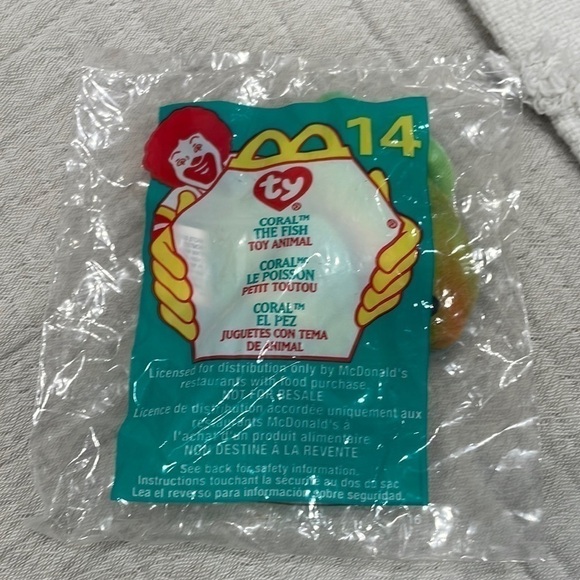 14
ty®
CORAL™
THE FISH
TOY ANIMAL
®
CORALMC
LE POISSON
PETIT TOUTOU
CORAL™
EL PEZ
JUGUETES CON TEMA
DE ANIMAL
Licensed for distribution only by McDonald's
restaurants with food purchase.
NOT FOR RESALE
Licence de distribution accordée uniquement aux
restaurants McDonald's à
l'achat d'un produit alimentaire
NON DESTINÉ À LA REVENTE
See back for safety information.
Instructions touchant la sécurité au dos du sac
Lea el reverso para información sobre seguridad.